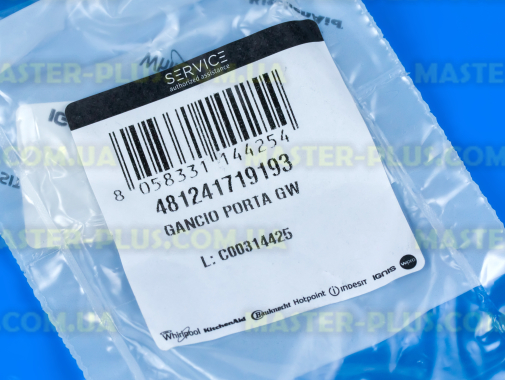 SERVICE
authorized assistance
8 058331 144254
481241719193
GANCIO PORTA GW
L: C00314425
Whirlpool KitchenAid Bauknecht Hotpoint indesit IGNIS
MASTER-PLUS.COM.UA